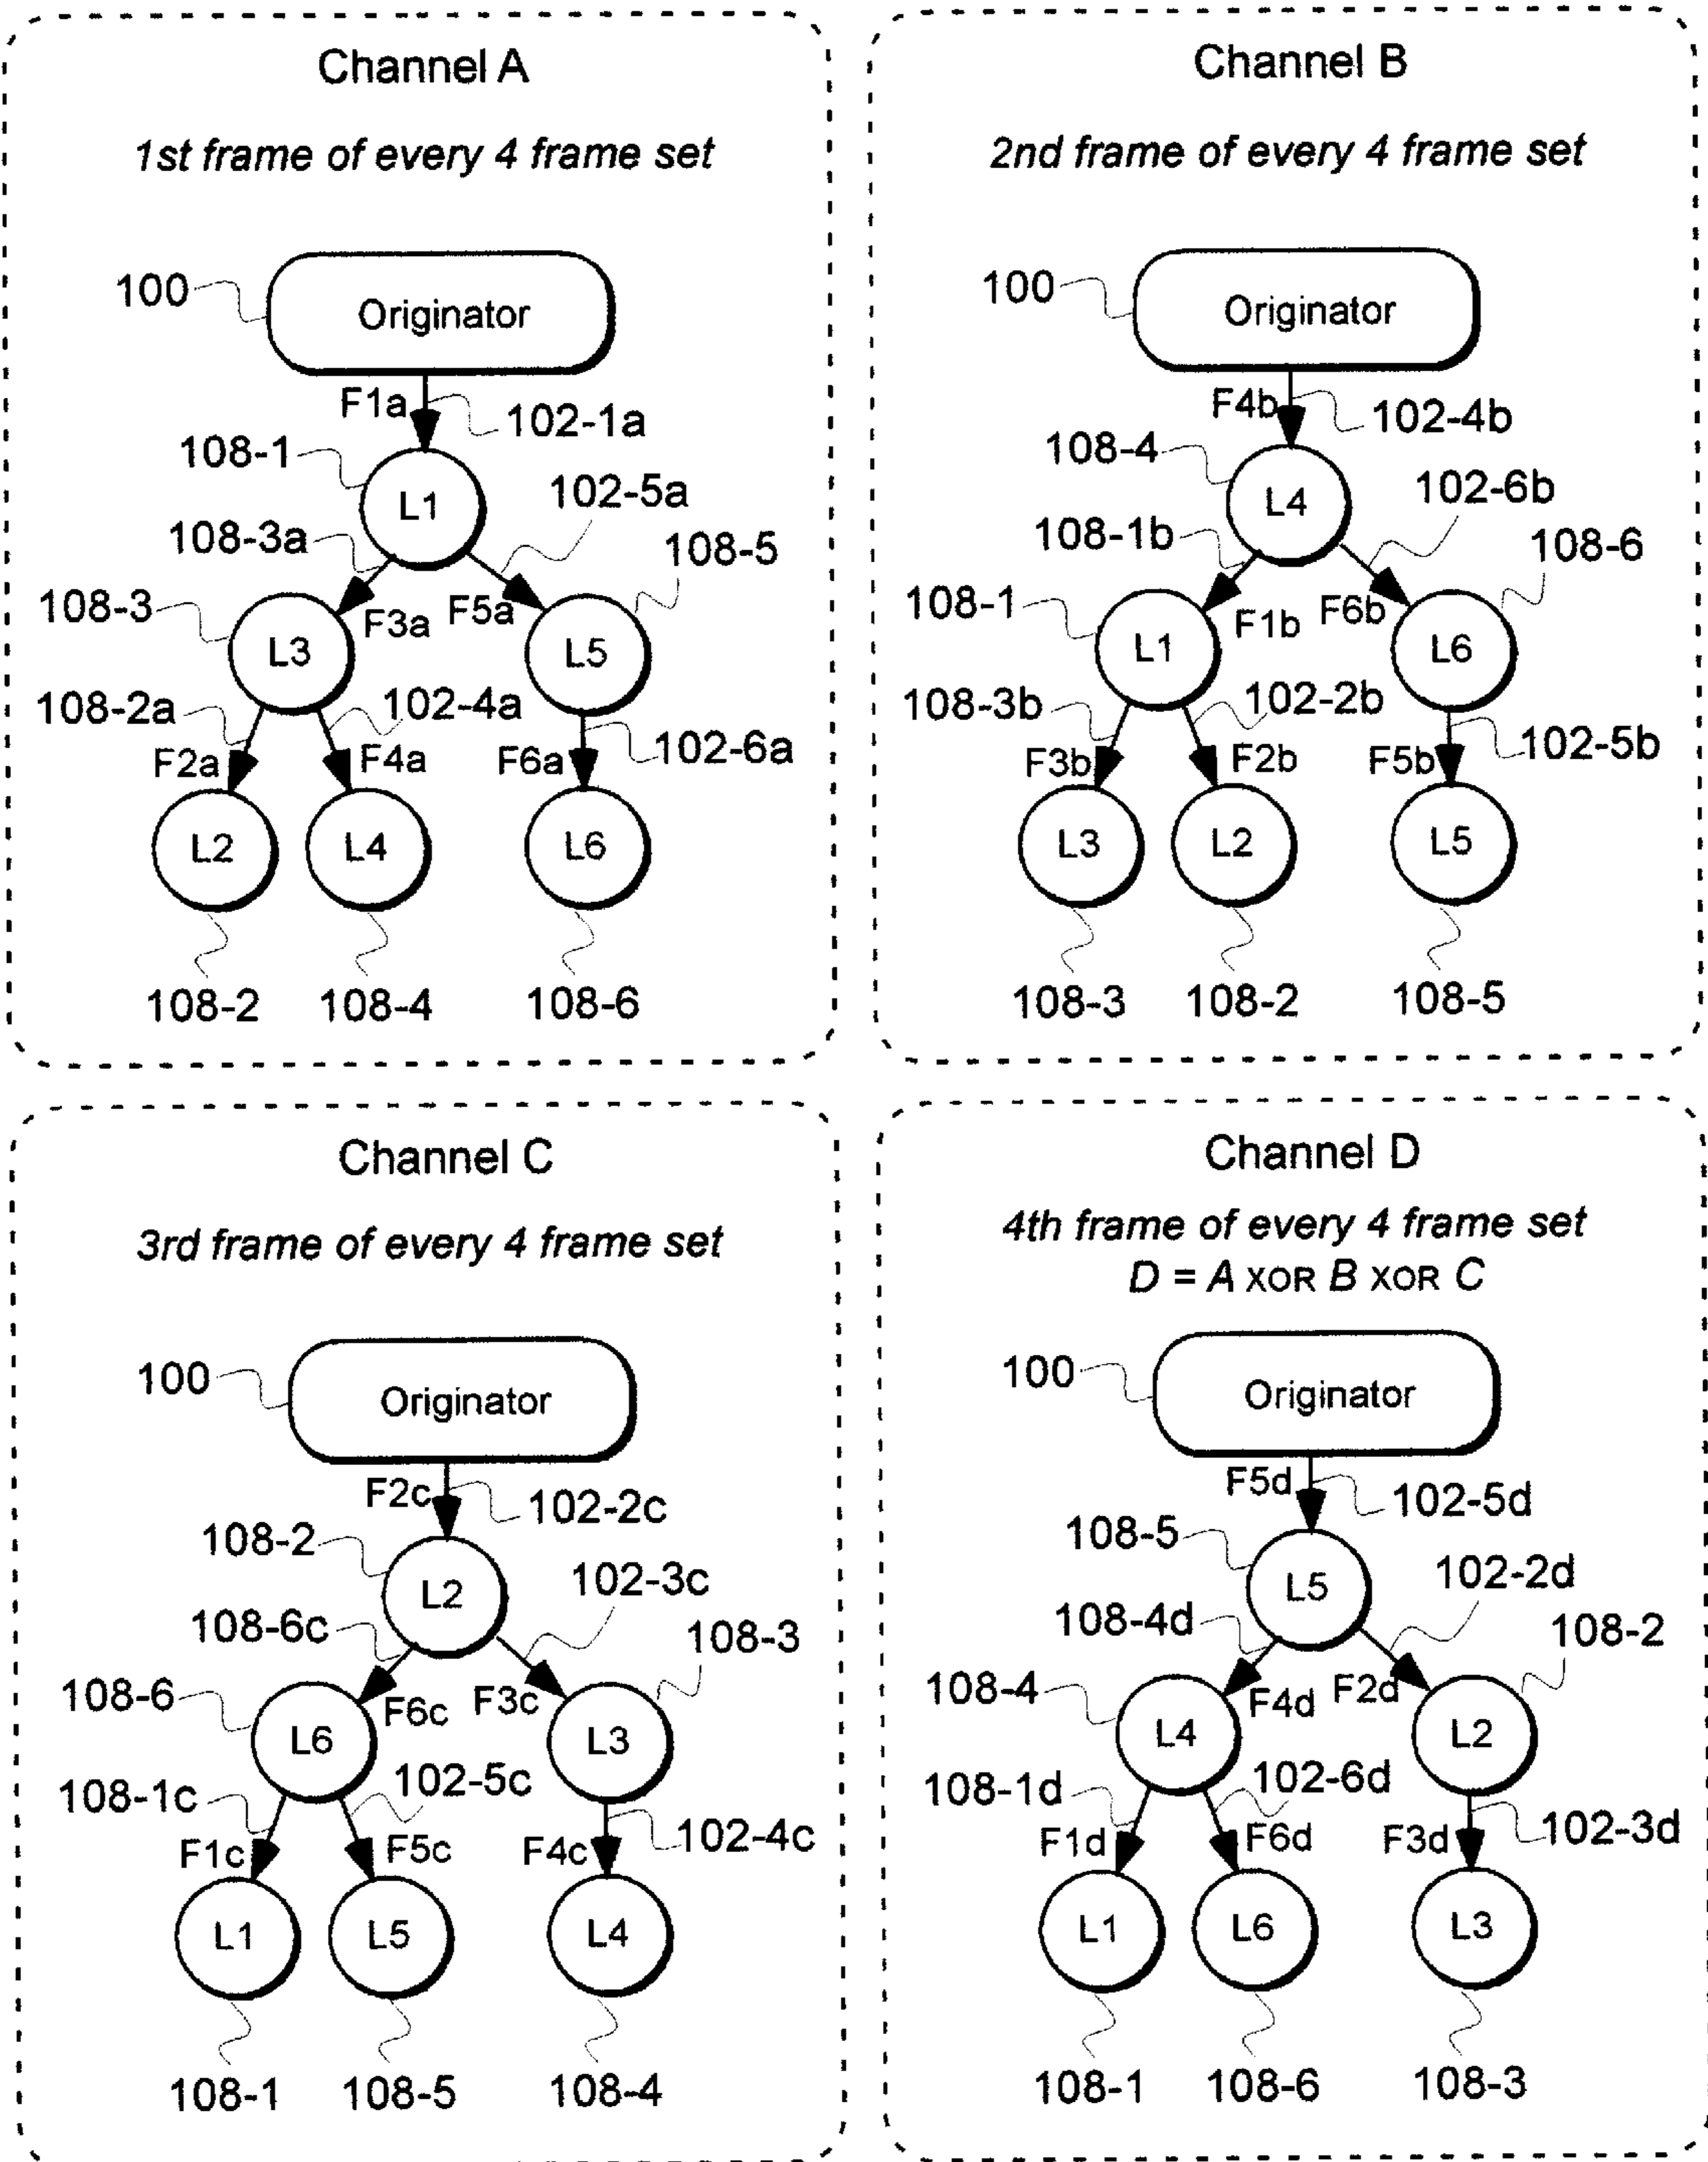 Channel A
1st frame of every 4 frame set
100
Originator
F1a
102-1a
108-1
L1
102-5a
108-3a
108-5
108-3
F3a
F5a
L3
L5
108-2a
102-4a
F2a
F4a
F6a
102-6a
L2
L4
L6
108-2
108-4
108-6
Channel B
2nd frame of every 4 frame set
100
Originator
F4b
102-4b
108-4
L4
102-6b
108-1b
108-6
108-1
F1b
F6b
L1
L6
108-3b
102-2b
F3b
F2b
F5b
102-5b
L3
L2
L5
108-3
108-2
108-5
Channel C
3rd frame of every 4 frame set
100
Originator
F2c
102-2c
108-2
L2
102-3c
108-6c
108-3
108-6
F6c
F3c
L6
L3
108-1c
102-5c
F1c
F5c
F4c
102-4c
L1
L5
L4
108-1
108-5
108-4
Channel D
4th frame of every 4 frame set
D = A XOR B XOR C
100
Originator
F5d
102-5d
108-5
L5
102-2d
108-4d
108-2
108-4
F4d
F2d
L4
L2
108-1d
102-6d
F1d
F6d
F3d
102-3d
L1
L6
L3
108-1
108-6
108-3